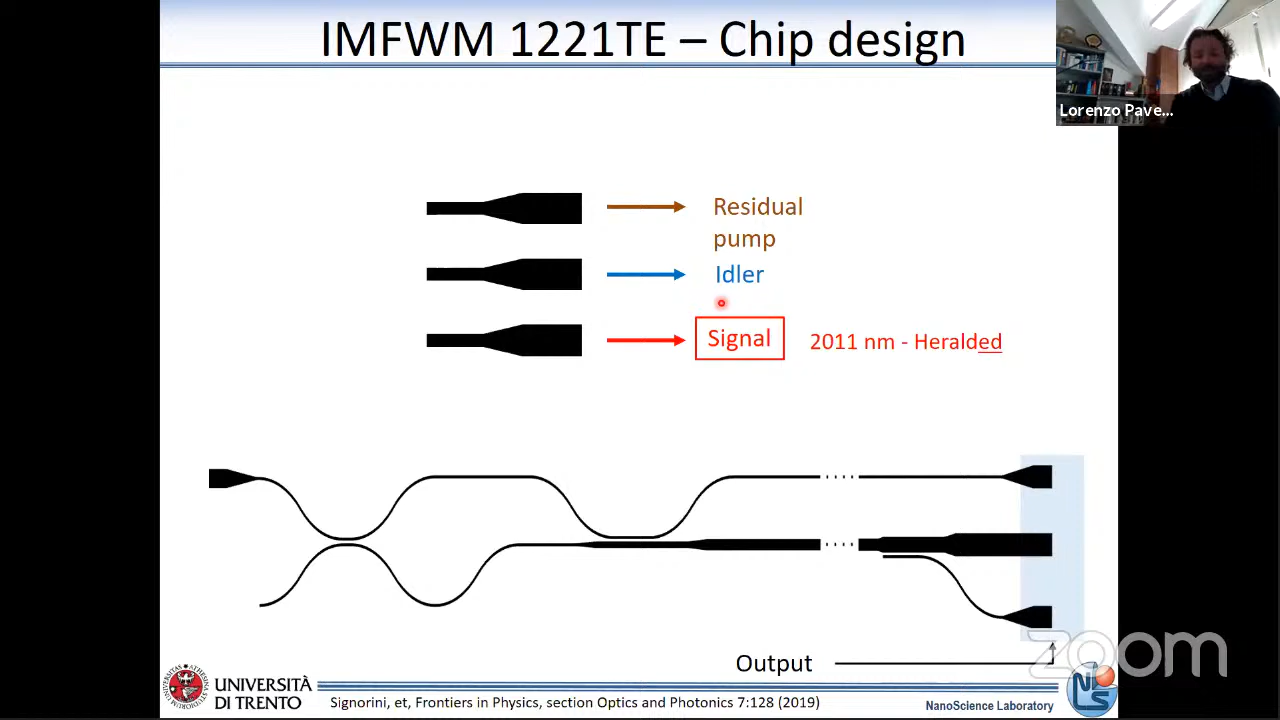 IMFWM 1221TE – Chip design
Lorenzo Pave...
Residual
pump
Idler
Signal
2011 nm - Heralded
Output
zoom
UNIVERSITÀ
DI TRENTO
Signorini, St, Frontiers in Physics, section Optics and Photonics 7:128 (2019)
NanoScience Laboratory